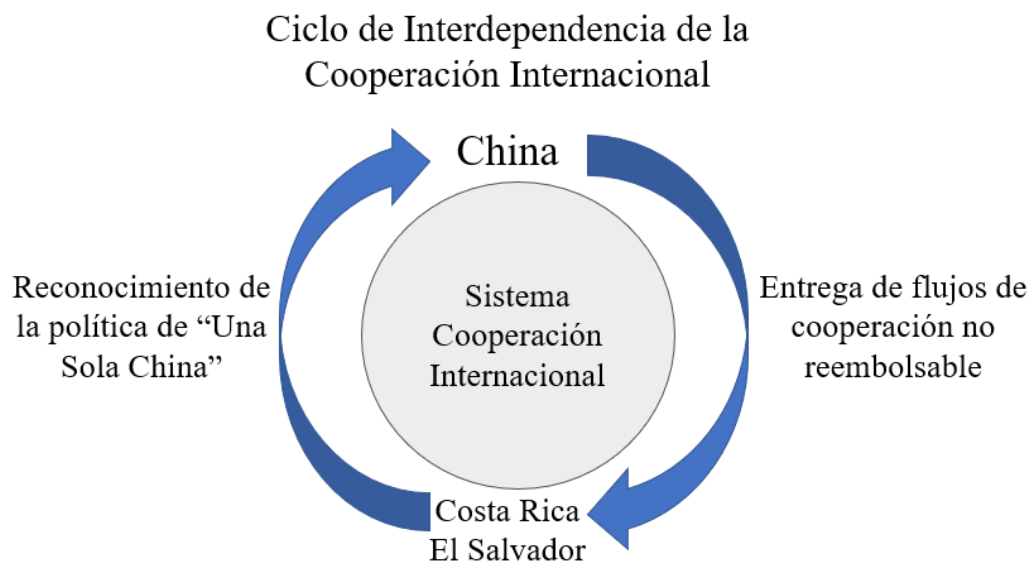 Ciclo de Interdependencia de la
Cooperación Internacional
China
Reconocimiento de
la política de “Una
Sola China”
Sistema
Cooperación
Internacional
Entrega de flujos de
cooperación no
reembolsable
Costa Rica
El Salvador